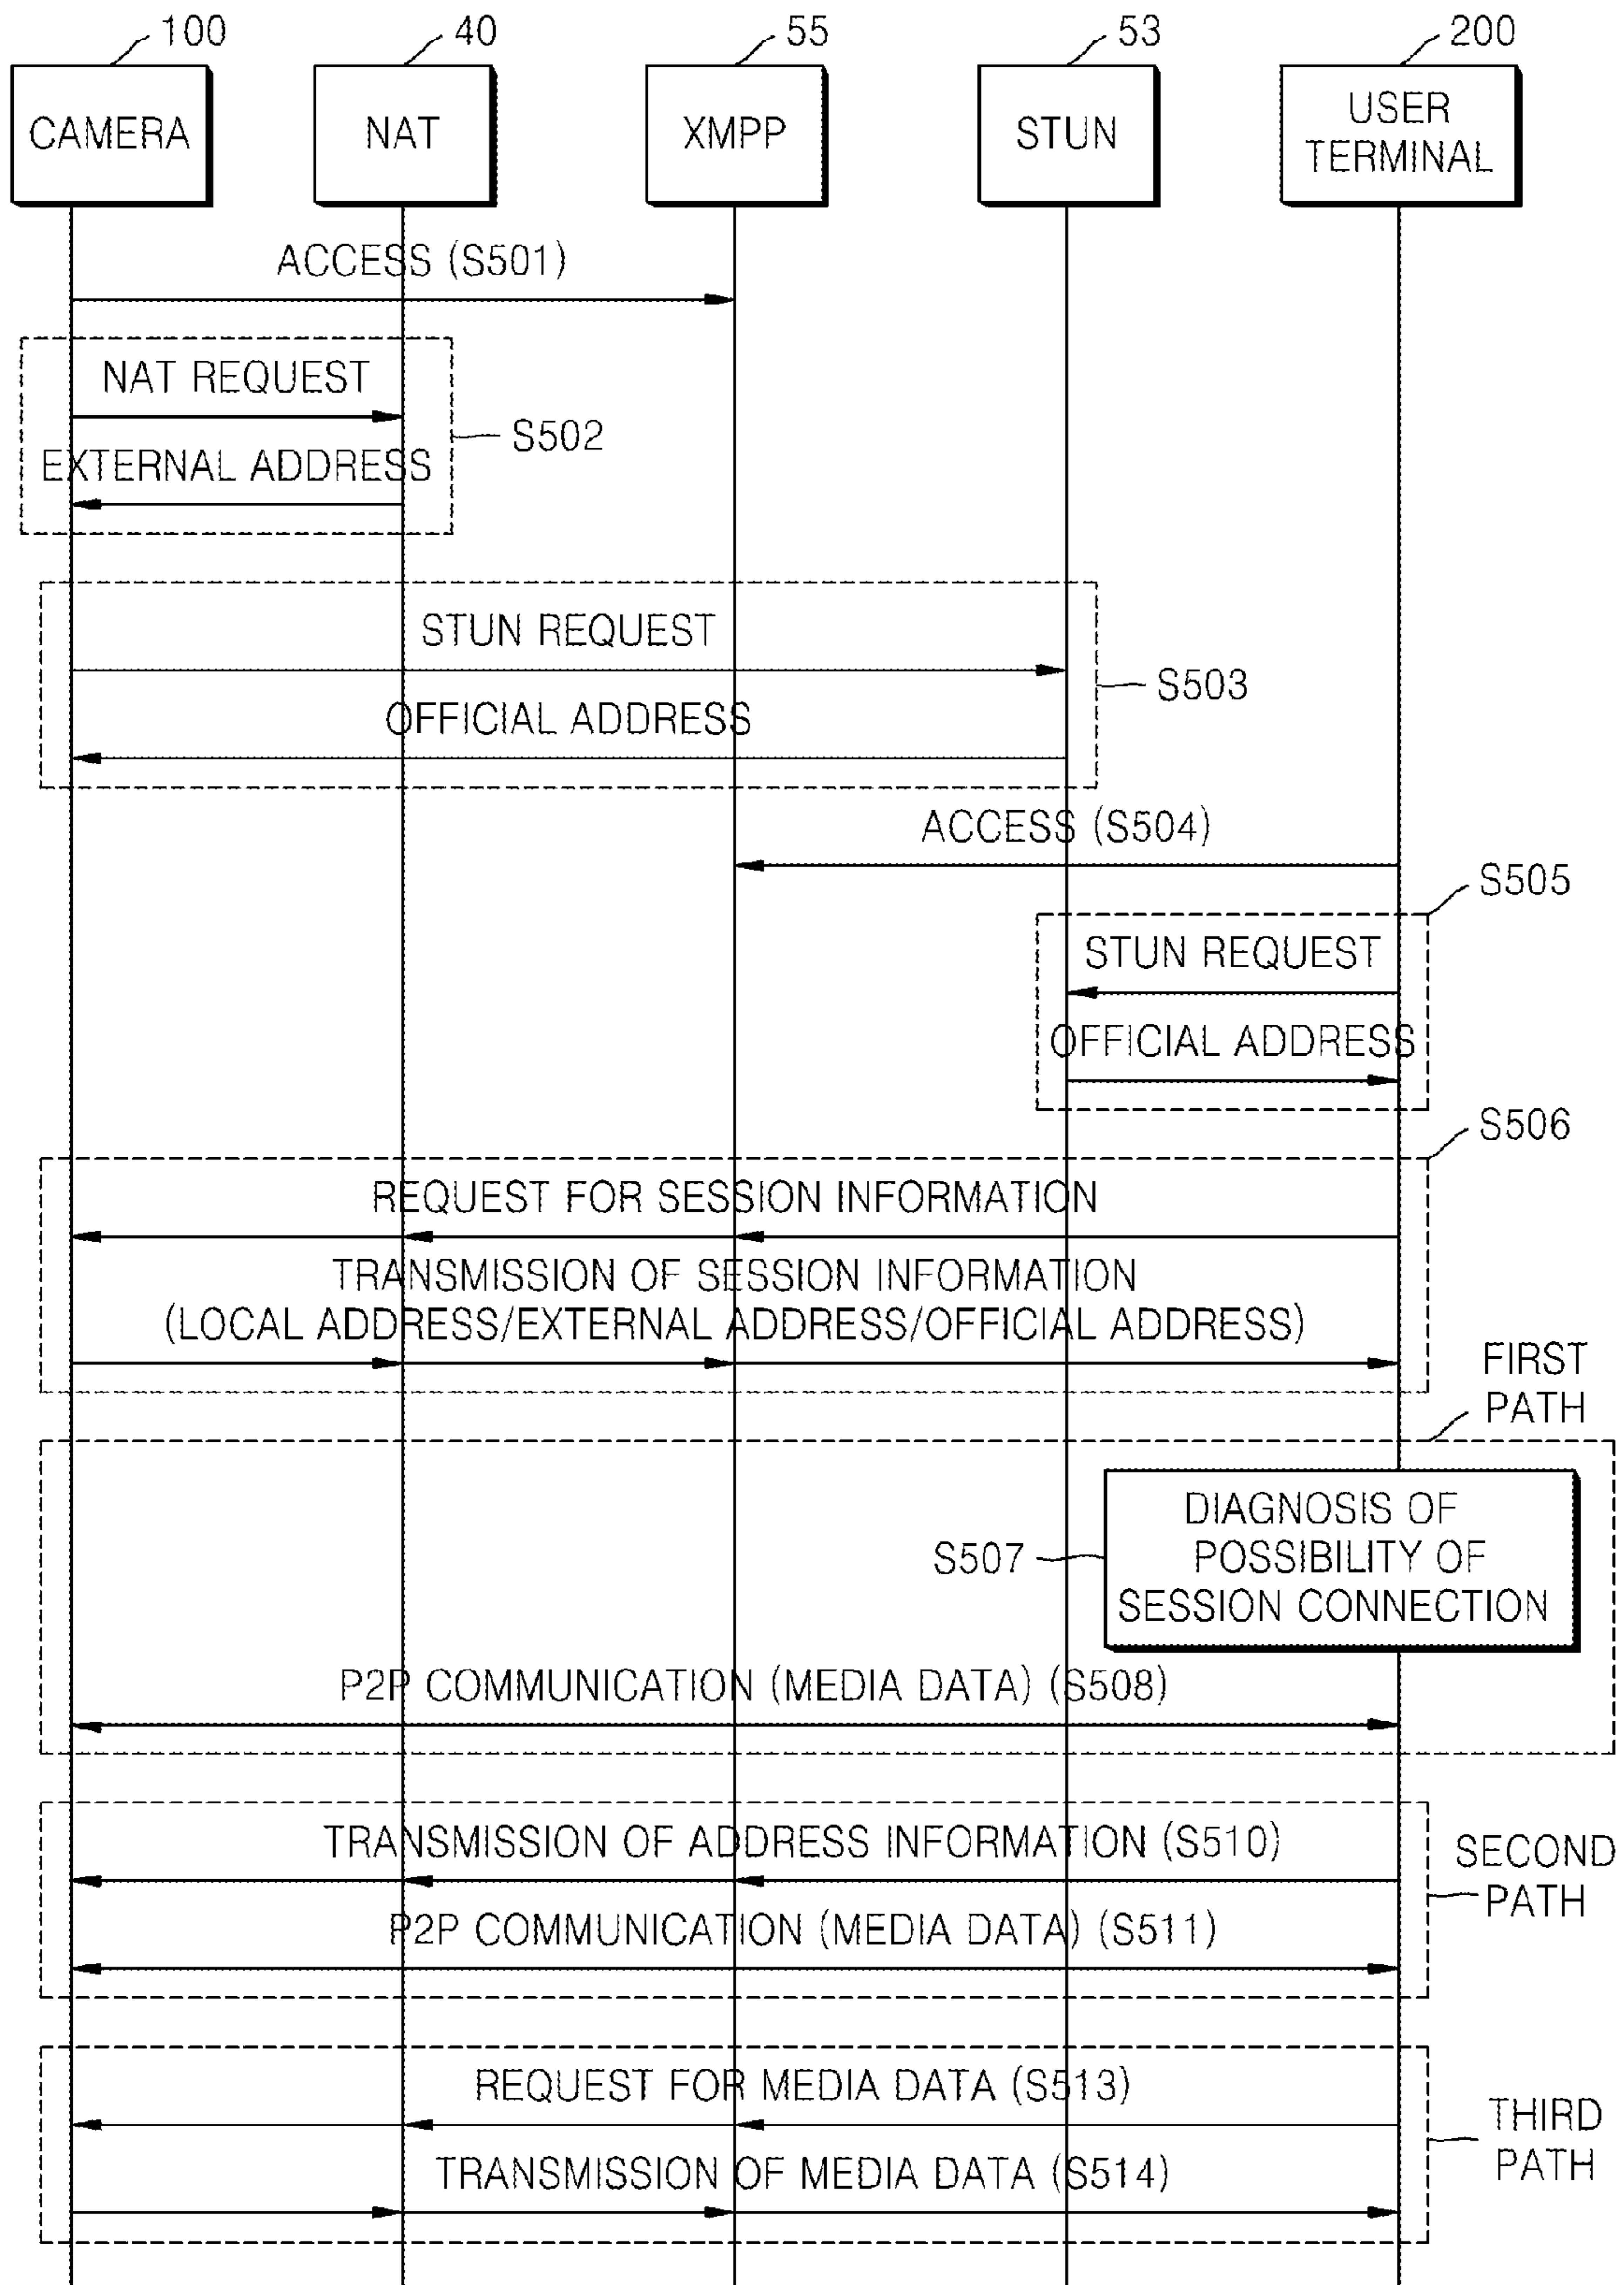 100
40
55
53
200
CAMERA
NAT
XMPP
STUN
USER
TERMINAL
ACCESS (S501)
NAT REQUEST
EXTERNAL ADDRESS
S502
STUN REQUEST
OFFICIAL ADDRESS
S503
ACCESS (S504)
S505
STUN REQUEST
OFFICIAL ADDRESS
S506
REQUEST FOR SESSION INFORMATION
TRANSMISSION OF SESSION INFORMATION
(LOCAL ADDRESS/EXTERNAL ADDRESS/OFFICIAL ADDRESS)
FIRST
PATH
DIAGNOSIS OF
POSSIBILITY OF
SESSION CONNECTION
S507
P2P COMMUNICATION (MEDIA DATA) (S508)
TRANSMISSION OF ADDRESS INFORMATION (S510)
P2P COMMUNICATION (MEDIA DATA) (S511)
SECOND
PATH
REQUEST FOR MEDIA DATA (S513)
TRANSMISSION OF MEDIA DATA (S514)
THIRD
PATH